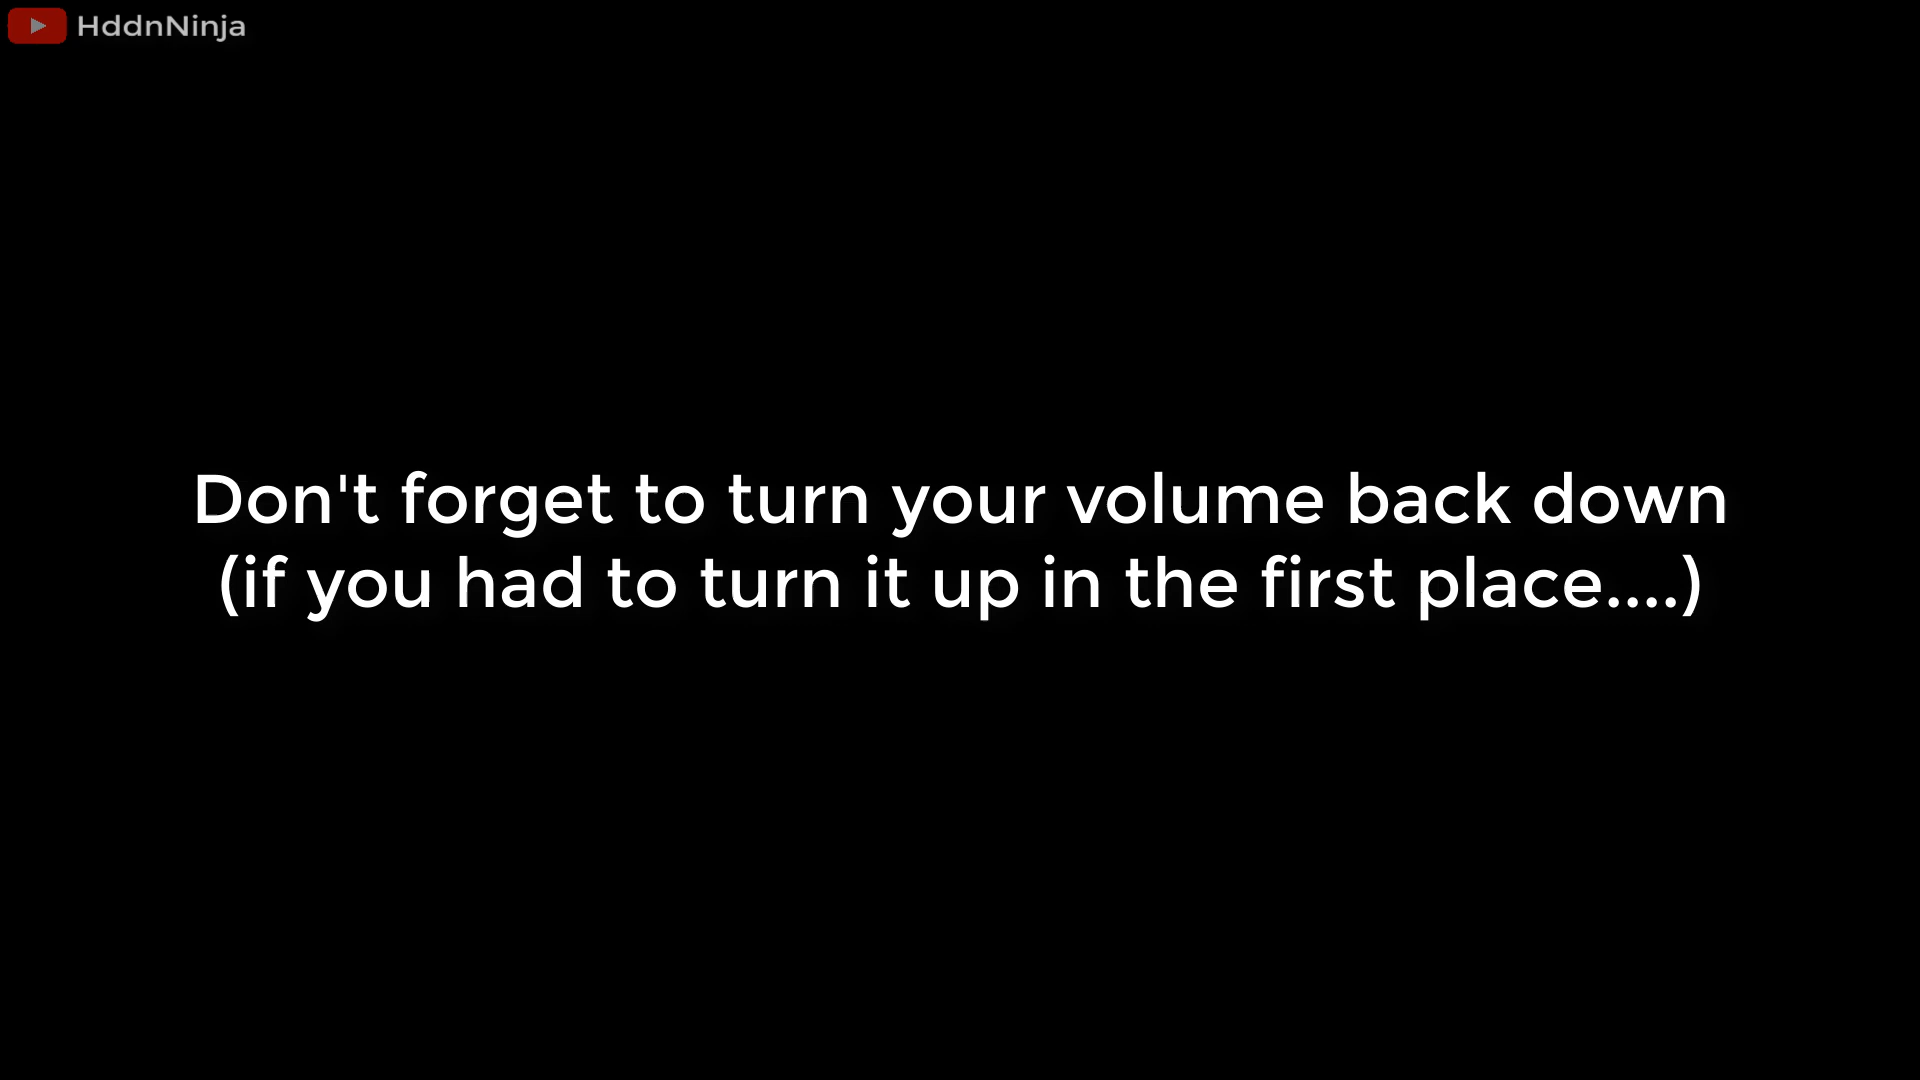 HddnNinja
Don't forget to turn your volume back down
(if you had to turn it up in the first place....)